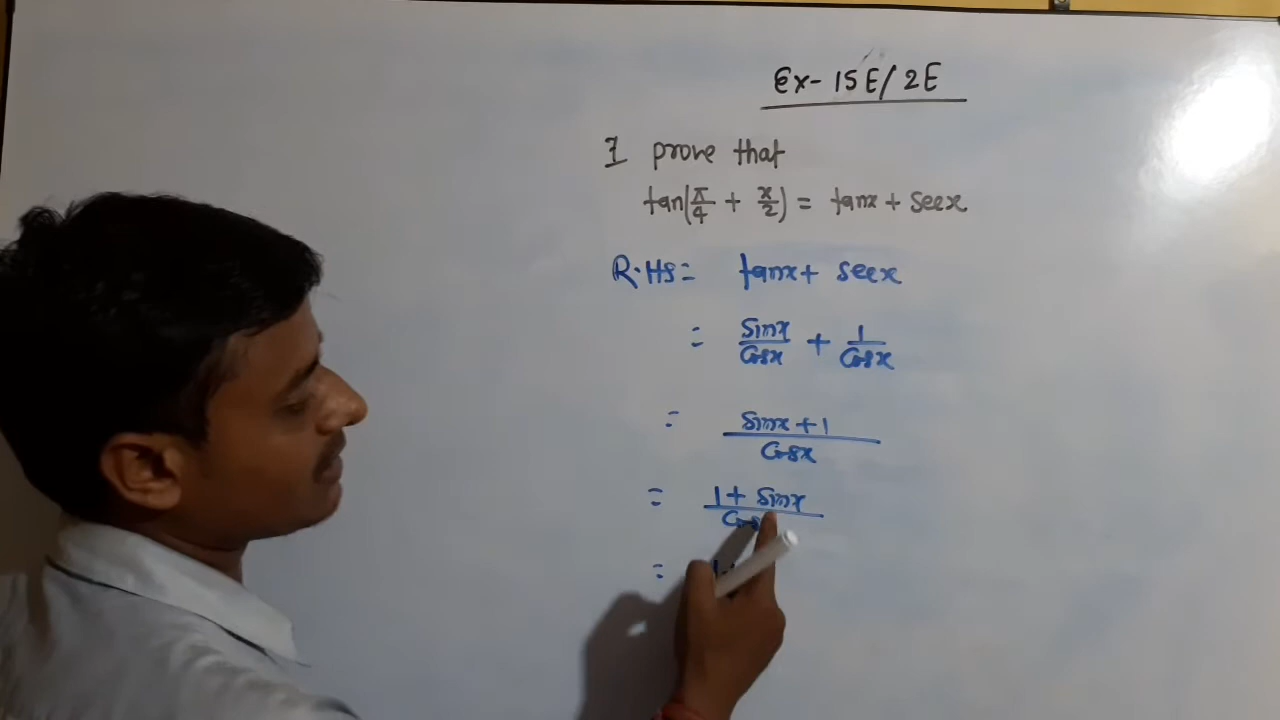 Ex- 15E/2E
1 prove that
tan(π/4 + x/2) = tanx + secx
R.HS = tanx + secx
= Sinx/Cosx + 1/Cosx
= Sinx + 1/Cosx
= 1 + Sinx/Cos
=